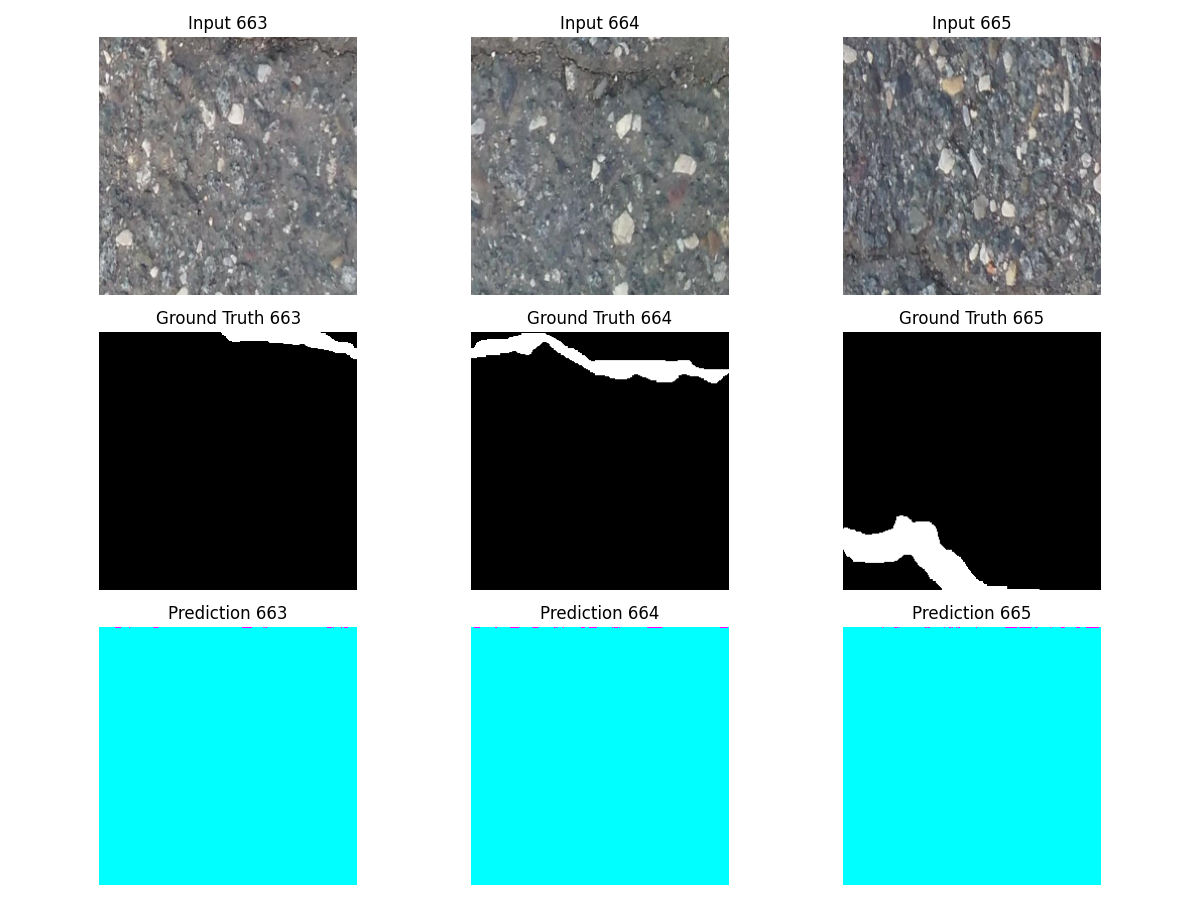 Input 663
Input 664
Input 665
Ground Truth 663
Ground Truth 664
Ground Truth 665
Prediction 663
Prediction 664
Prediction 665